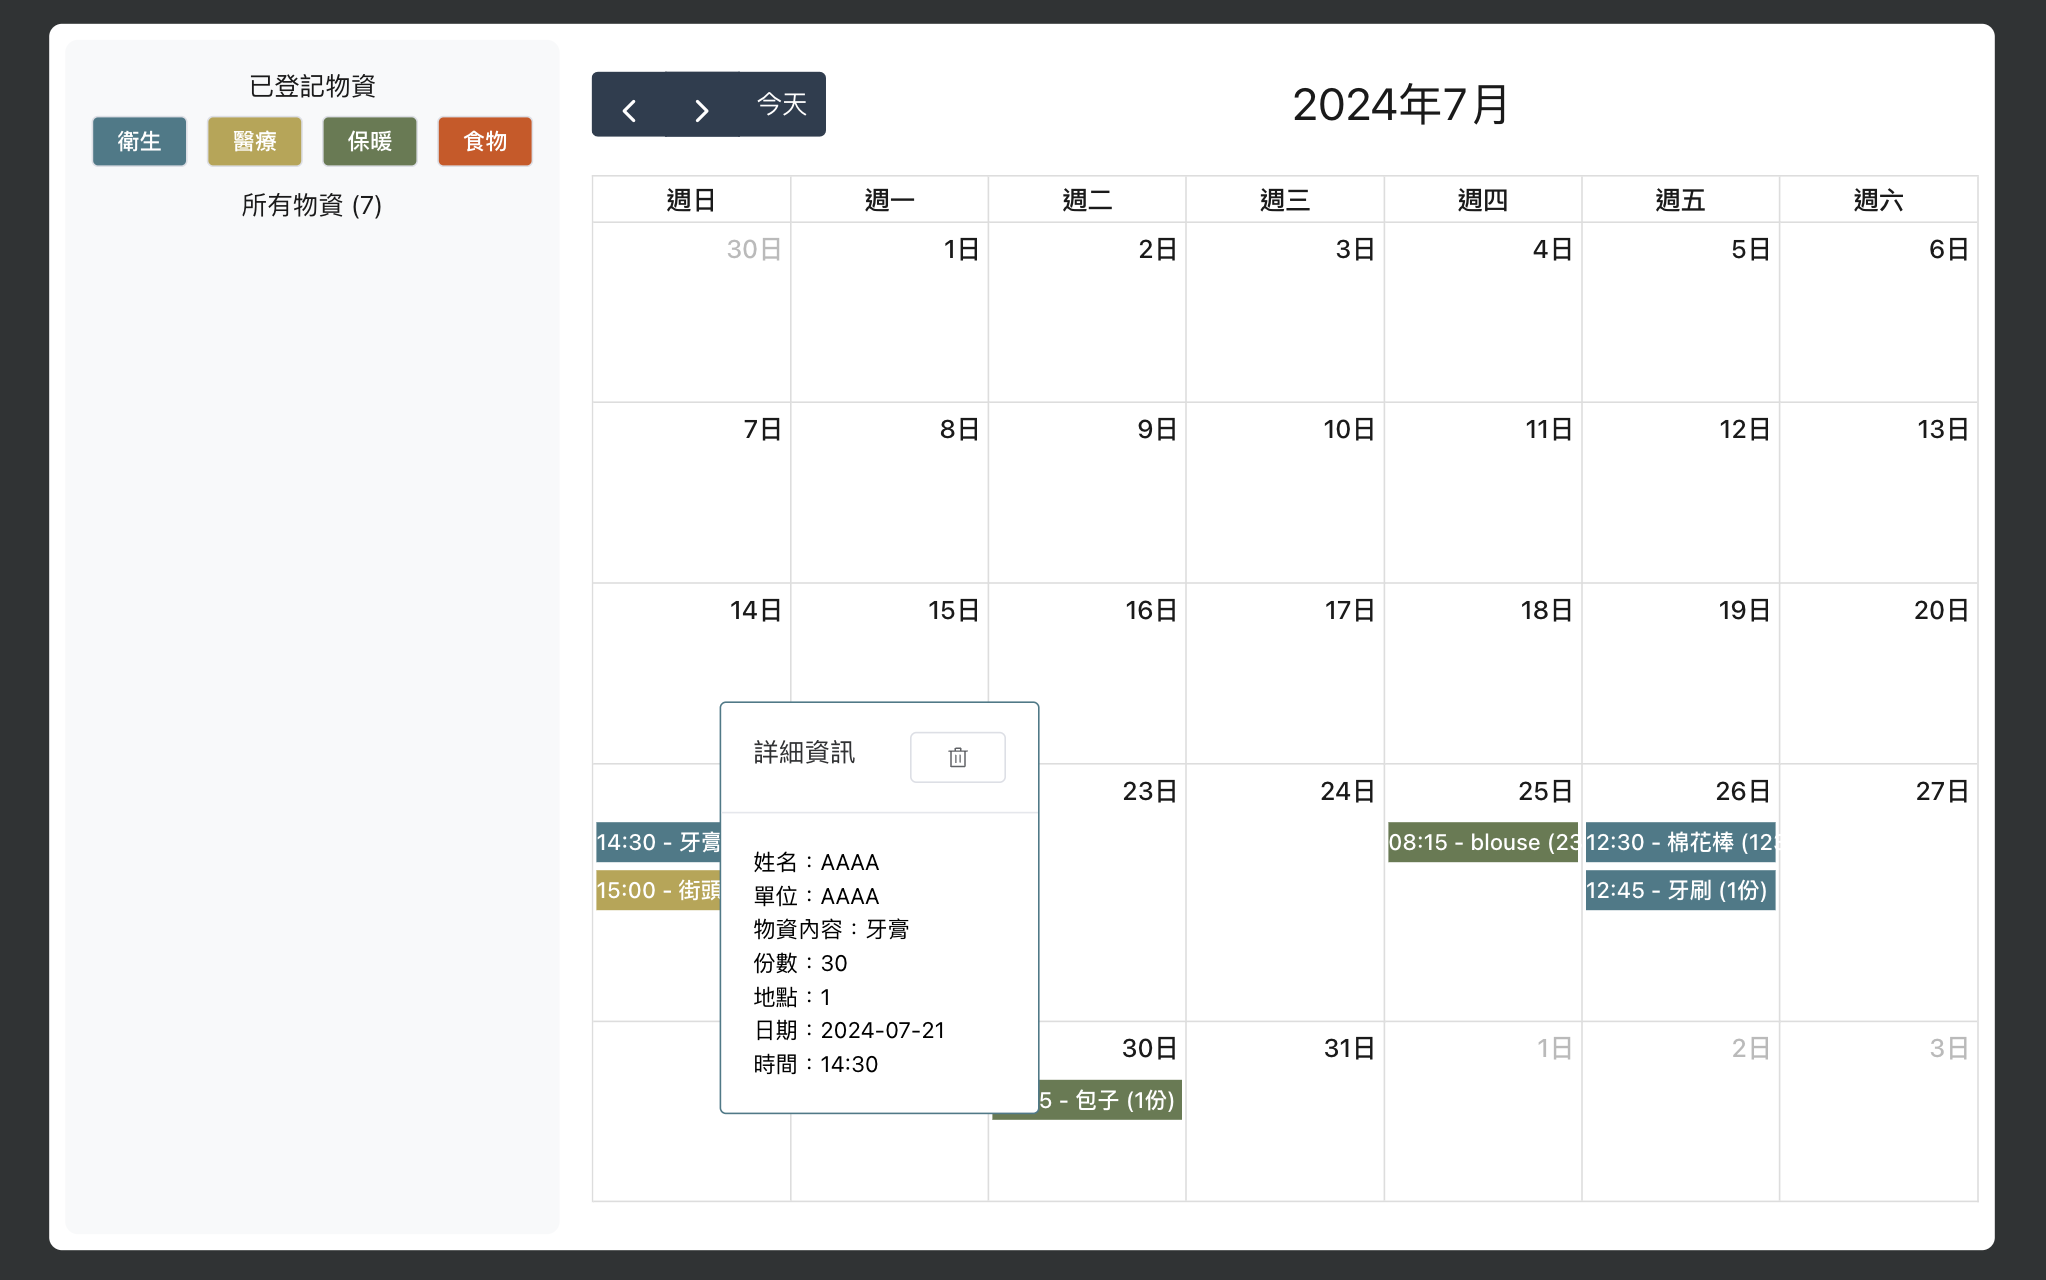 已登記物資
衛生 醫療 保暖 食物
所有物資 (7)
今天
2024年7月
週日 週一 週二 週三 週四 週五 週六
30日 1日 2日 3日 4日 5日 6日
7日 8日 9日 10日 11日 12日 13日
14日 15日 16日 17日 18日 19日 20日
23日 24日 25日 26日 27日
14:30 - 牙膏
15:00 - 街頭
08:15 - blouse (23
12:30 - 棉花棒 (123
12:45 - 牙刷 (1份)
詳細資訊
姓名：AAAA
單位：AAAA
物資內容：牙膏
份數：30
地點：1
日期：2024-07-21
時間：14:30
30日 31日 1日 2日 3日
5 - 包子 (1份)